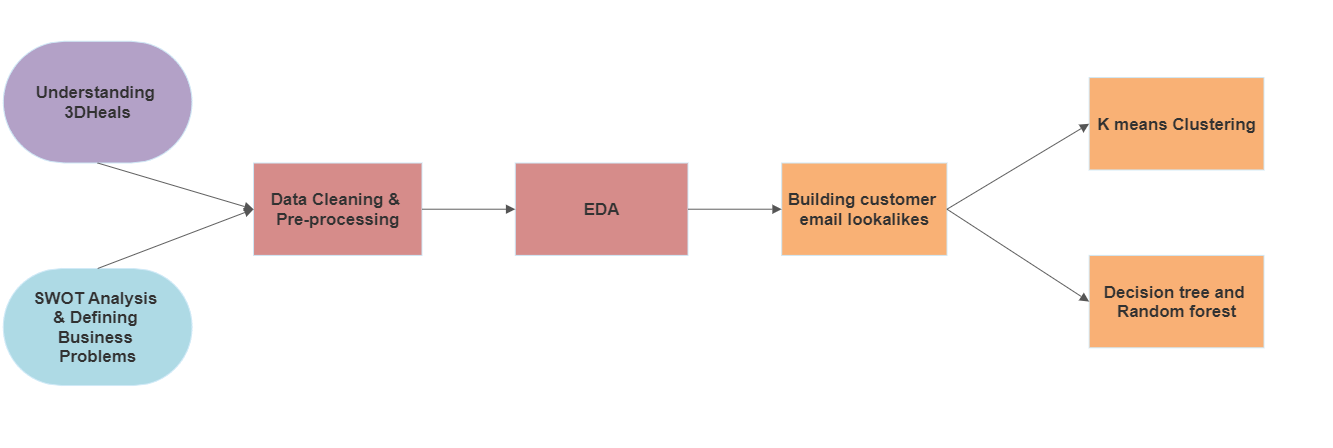 Understanding
3DHeals
SWOT Analysis
& Defining
Business
Problems
Data Cleaning &
Pre-processing
EDA
Building customer
email lookalikes
K means Clustering
Decision tree and
Random forest